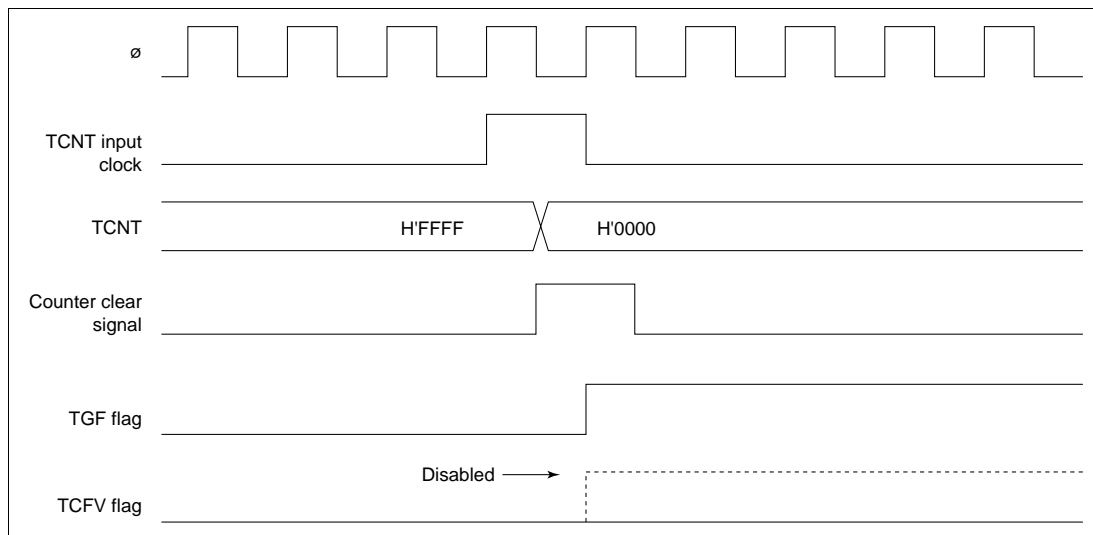 ø
TCNT input
clock
TCNT
H'FFFF
H'0000
Counter clear
signal
TGF flag
Disabled
TCFV flag